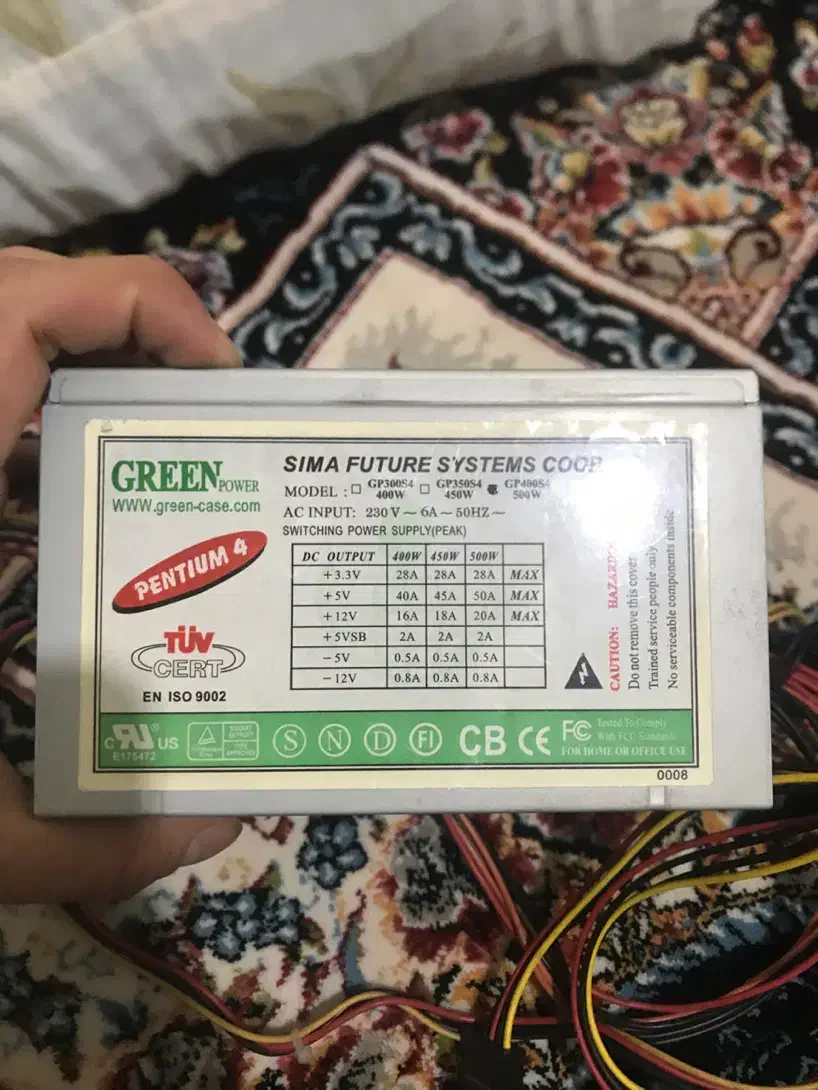 GREEN POWER
WWW.green-case.com
PENTIUM 4
TÜV
CERT
EN ISO 9002
SIMA FUTURE SYSTEMS COOP
MODEL : GP300S4 400W GP350S4 450W GP400S4 500W
AC INPUT: 230 V ~ 6A ~ 50HZ ~
SWITCHING POWER SUPPLY(PEAK)
DC OUTPUT 400W 450W 500W
+3.3V 28A 28A 28A MAX
+5V 40A 45A 50A MAX
+12V 16A 18A 20A MAX
+5VSB 2A 2A 2A
−5V 0.5A 0.5A 0.5A
−12V 0.8A 0.8A 0.8A
CAUTION:
Do not remove this cover
Trained service people only
No serviceable components inside
c RU US
E175472
S N D FI CB CE FC
Tested To Comply
With FCC Standards
FOR HOME OR OFFICE USE
0008